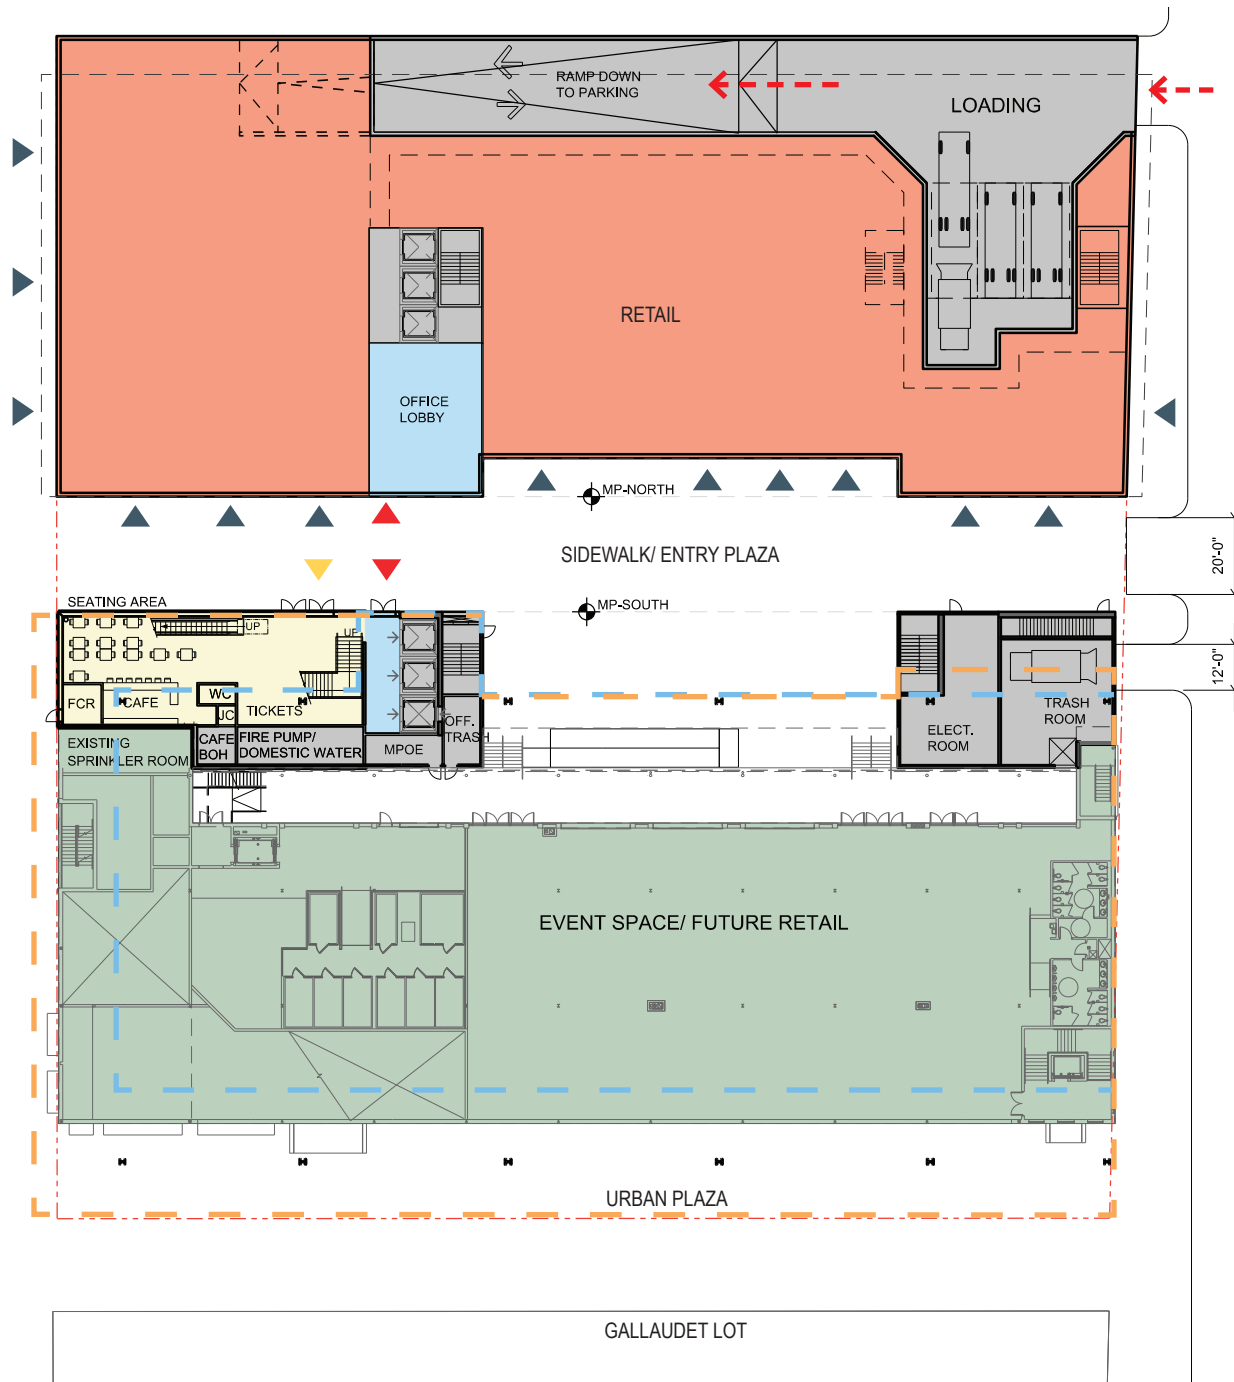 RAMP DOWN
TO PARKING
LOADING
RETAIL
OFFICE
LOBBY
MP-NORTH
SIDEWALK/ ENTRY PLAZA
20'-0"
SEATING AREA
MP-SOUTH
UP
UP
12'-0"
WC
FCR
CAFE
JC
TICKETS
TRASH
ROOM
OFF.
TRASH
ELECT.
ROOM
EXISTING
SPRINKLER ROOM
CAFE
BOH
FIRE PUMP/
DOMESTIC WATER
MPOE
EVENT SPACE/ FUTURE RETAIL
URBAN PLAZA
GALLAUDET LOT